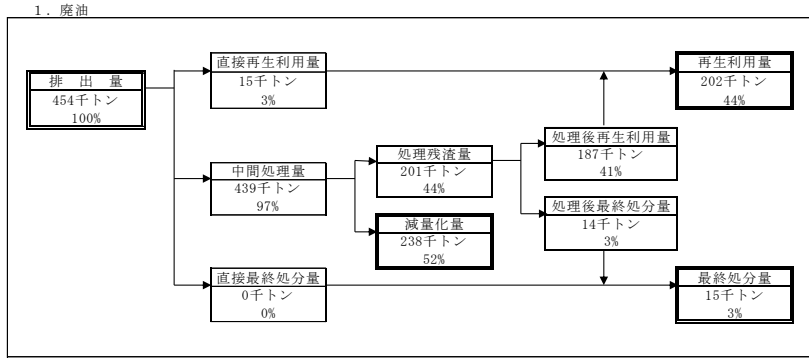 1．廃油
排 出 量
454千トン
100%
直接再生利用量
15千トン
3%
再生利用量
202千トン
44%
中間処理量
439千トン
97%
処理残渣量
201千トン
44%
処理後再生利用量
187千トン
41%
減量化量
238千トン
52%
処理後最終処分量
14千トン
3%
直接最終処分量
0千トン
0%
最終処分量
15千トン
3%